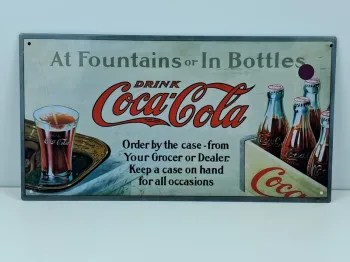 At Fountains or In Bottles
DRINK
Coca-Cola
Order by the case - from
Your Grocer or Dealer.
Keep a case on hand
for all occasions
Coca